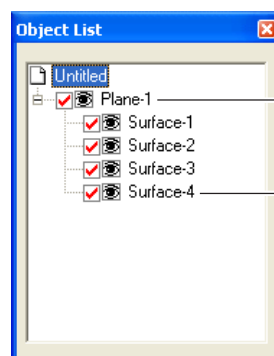 Object List
Untitled
Plane-1
Surface-1
Surface-2
Surface-3
Surface-4